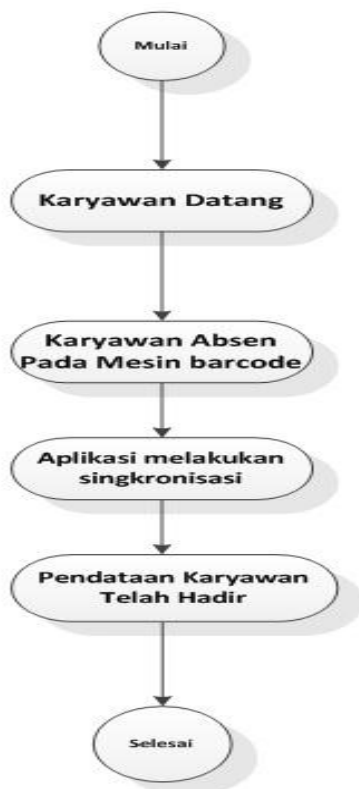 Mulai
Karyawan Datang
Karyawan Absen
Pada Mesin barcode
Aplikasi melakukan
singkronisasi
Pendataan Karyawan
Telah Hadir
Selesai